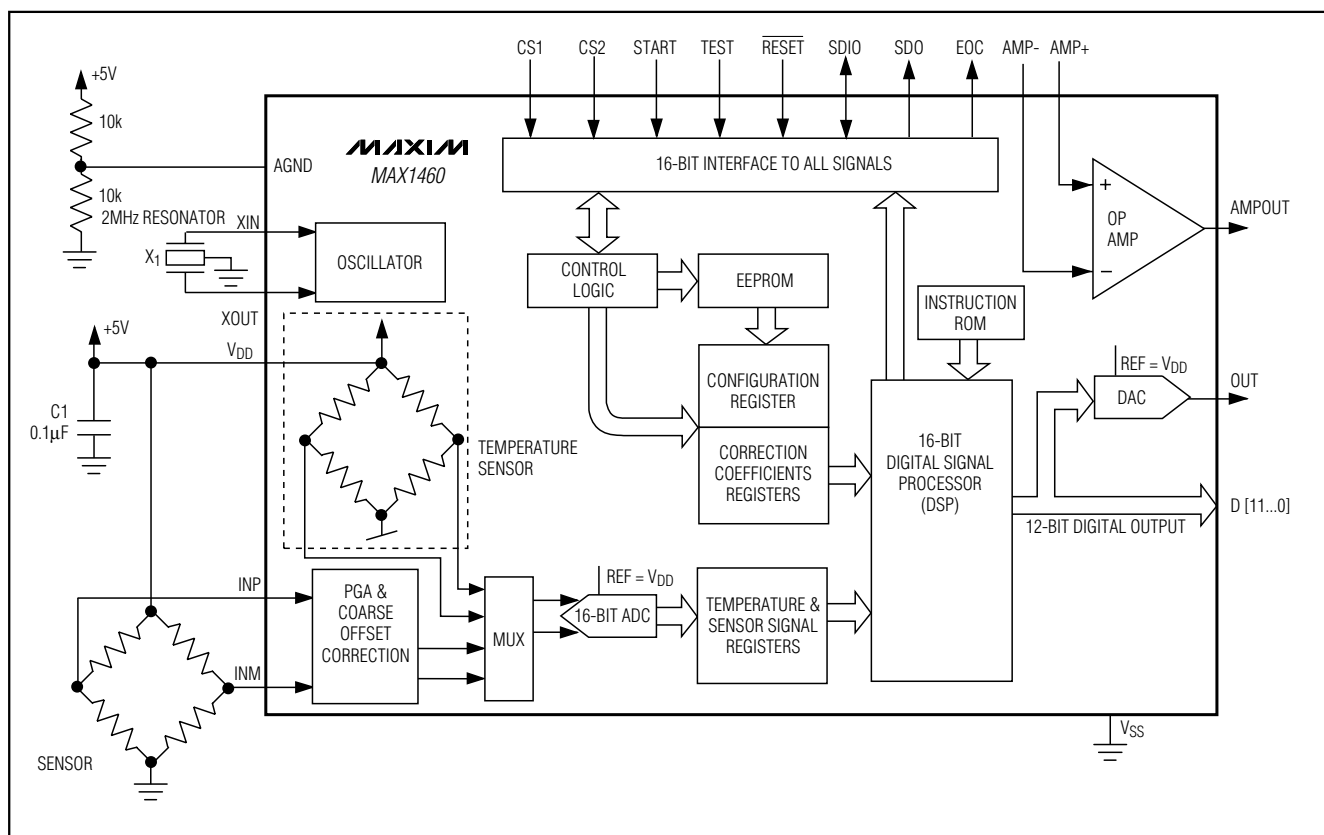 CS1 CS2 START TEST RESET SDIO SDO EOC AMP- AMP+
+5V
10k
AGND
10k
2MHz RESONATOR
XIN
X1
XOUT
+5V
VDD
C1
0.1µF
INP
INM
SENSOR
MAXIM
MAX1460
16-BIT INTERFACE TO ALL SIGNALS
+
OP
AMP
−
AMPOUT
OSCILLATOR
CONTROL
LOGIC
EEPROM
INSTRUCTION
ROM
TEMPERATURE
SENSOR
CONFIGURATION
REGISTER
CORRECTION
COEFFICIENTS
REGISTERS
16-BIT
DIGITAL SIGNAL
PROCESSOR
(DSP)
REF = VDD
DAC
OUT
12-BIT DIGITAL OUTPUT
D [11...0]
PGA &
COARSE
OFFSET
CORRECTION
MUX
REF = VDD
16-BIT ADC
TEMPERATURE &
SENSOR SIGNAL
REGISTERS
VSS